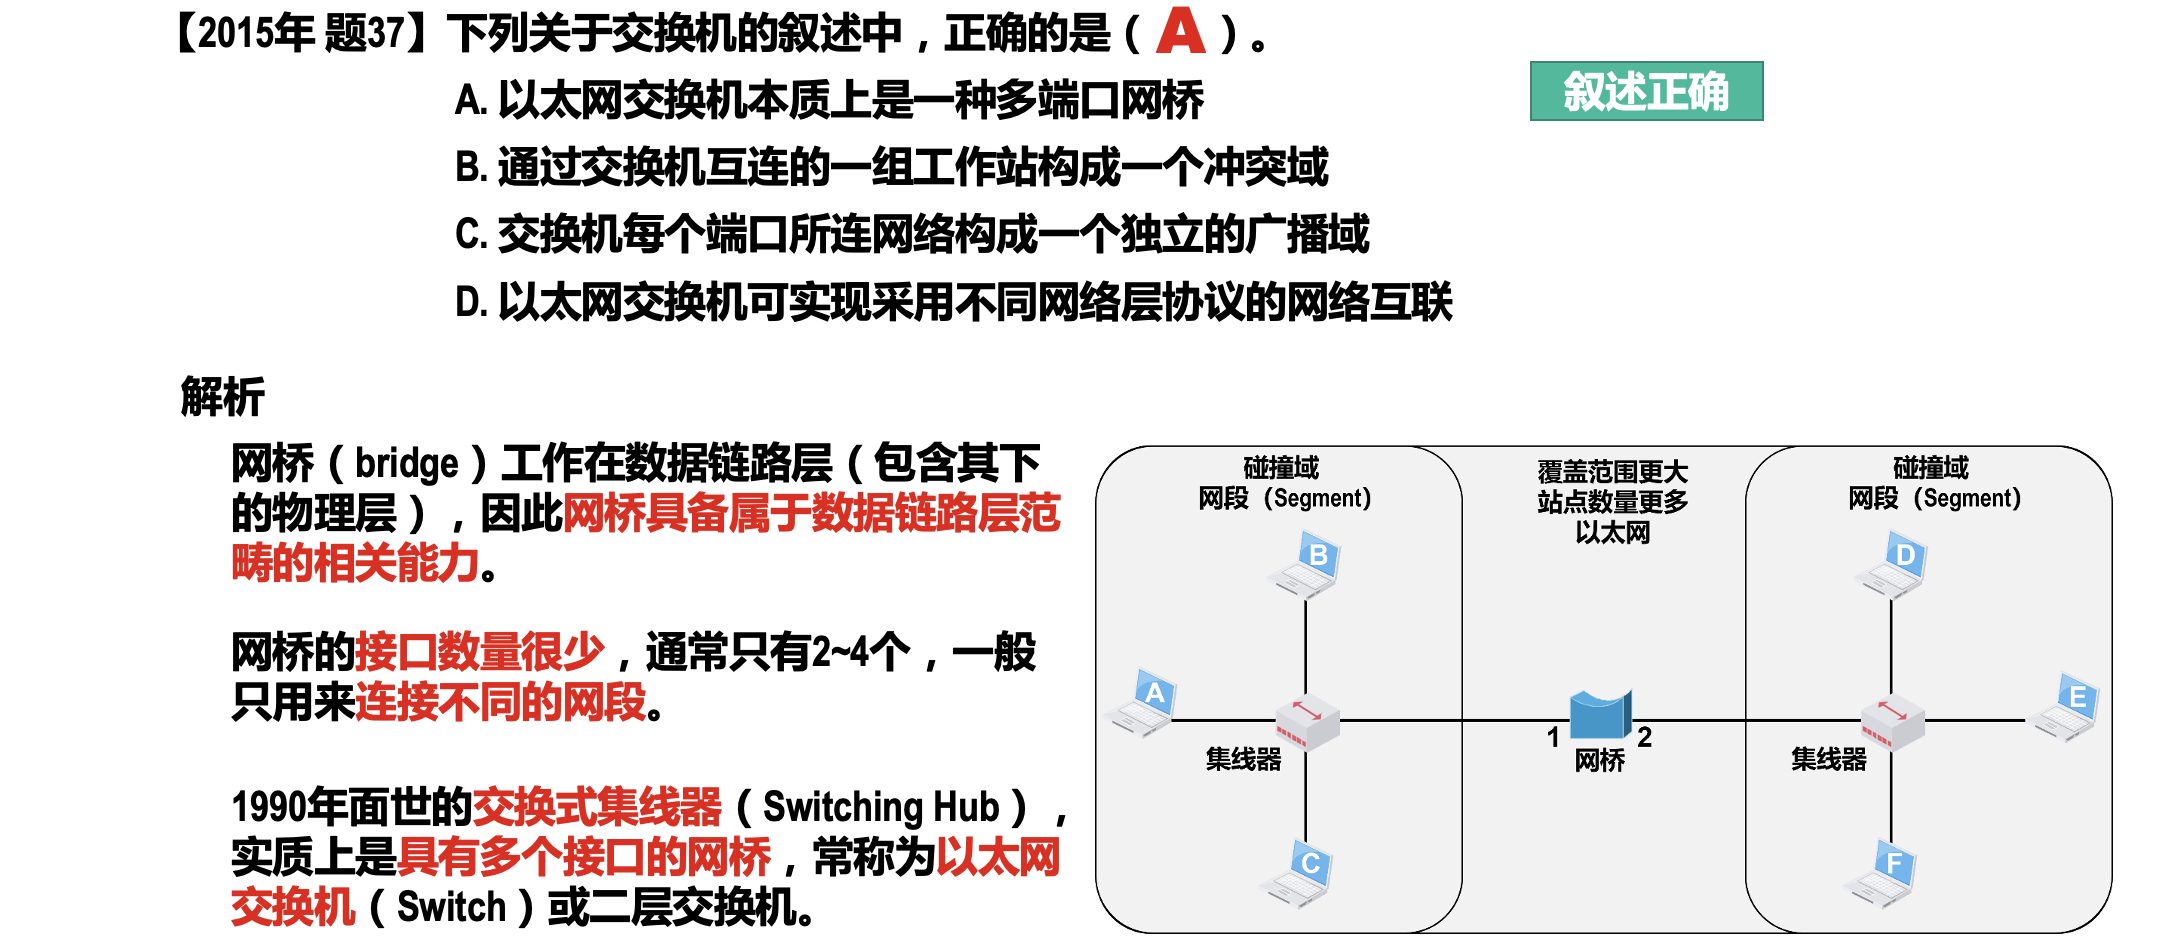 【2015年 题37】下列关于交换机的叙述中，正确的是（A）。
A. 以太网交换机本质上是一种多端口网桥
叙述正确
B. 通过交换机互连的一组工作站构成一个冲突域
C. 交换机每个端口所连网络构成一个独立的广播域
D. 以太网交换机可实现采用不同网络层协议的网络互联
解析
网桥（bridge）工作在数据链路层（包含其下
的物理层），因此网桥具备属于数据链路层范
畴的相关能力。
网桥的接口数量很少，通常只有2~4个，一般
只用来连接不同的网段。
1990年面世的交换式集线器（Switching Hub），
实质上是具有多个接口的网桥，常称为以太网
交换机（Switch）或二层交换机。
碰撞域
网段（Segment）
覆盖范围更大
站点数量更多
以太网
碰撞域
网段（Segment）
B
D
A
E
1
2
集线器
网桥
集线器
C
F